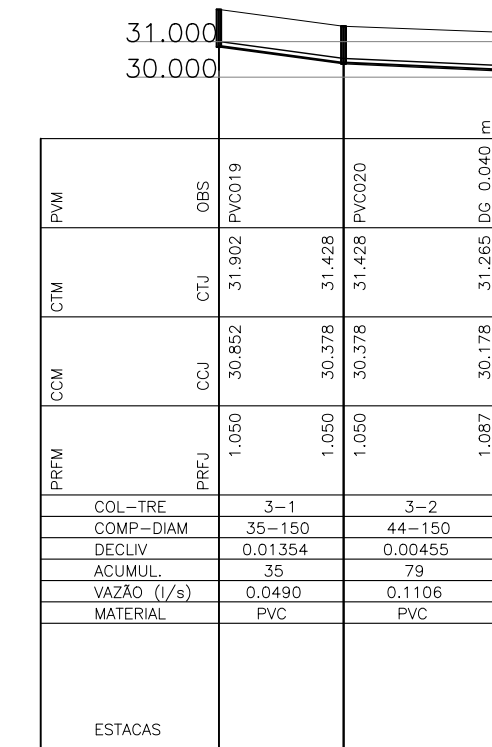 31.000
30.000
PVM OBS PVC019 PVC020 DG 0.040 m
CTM CTJ 31.902 31.428 31.428 31.265
CCM CCJ 30.852 30.378 30.378 30.178
PRFM PRFJ 1.050 1.050 1.050 1.087
COL-TRE 3-1 3-2
COMP-DIAM 35-150 44-150
DECLIV 0.01354 0.00455
ACUMUL. 35 79
VAZÃO (l/s) 0.0490 0.1106
MATERIAL PVC PVC
ESTACAS